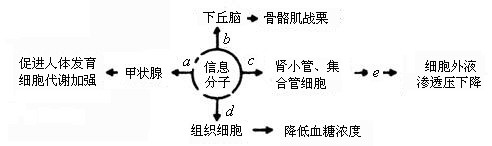 下丘脑 骨骼肌战栗
b
促进人体发育
细胞代谢加强
甲状腺
a
信息
分子
c
肾小管、集
合管细胞
e
细胞外液
渗透压下降
d
组织细胞 降低血糖浓度